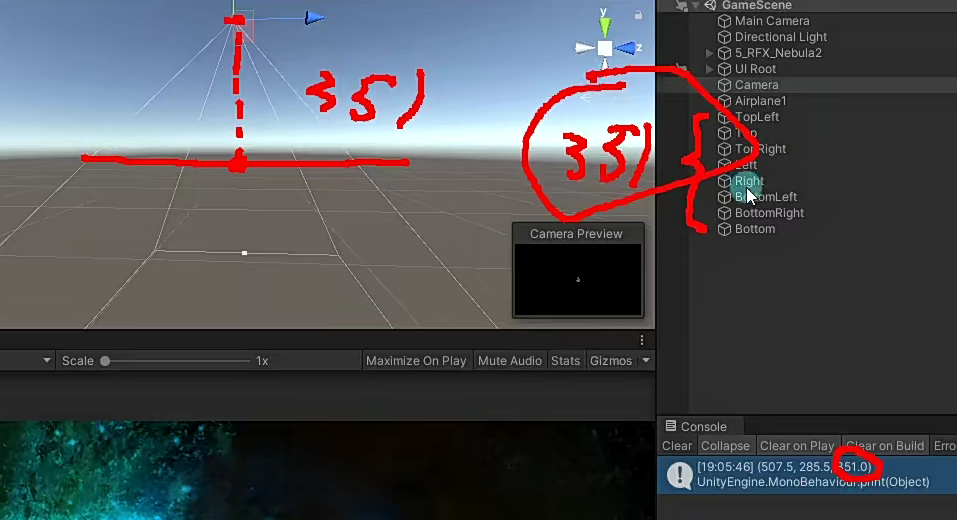 GameScene
Main Camera
Directional Light
5_RFX_Nebula2
UI Root
Camera
Airplane1
TopLeft
Top
TopRight
Left
Right
BottomLeft
BottomRight
Bottom
y
z
351
351
Camera Preview
Scale 1x Maximize On Play Mute Audio Stats Gizmos
Console
Clear Collapse Clear on Play Clear on Build Erro
[19:05:46] (507.5, 285.5, 351.0)
UnityEngine.MonoBehaviour.print(Object)